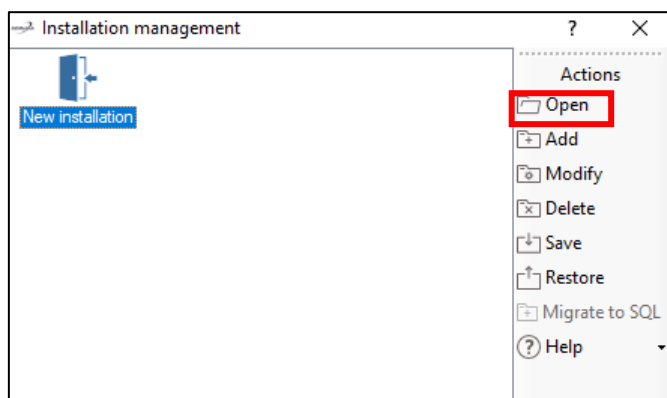 Installation management
?
New installation
Actions
Open
Add
Modify
Delete
Save
Restore
Migrate to SQL
Help